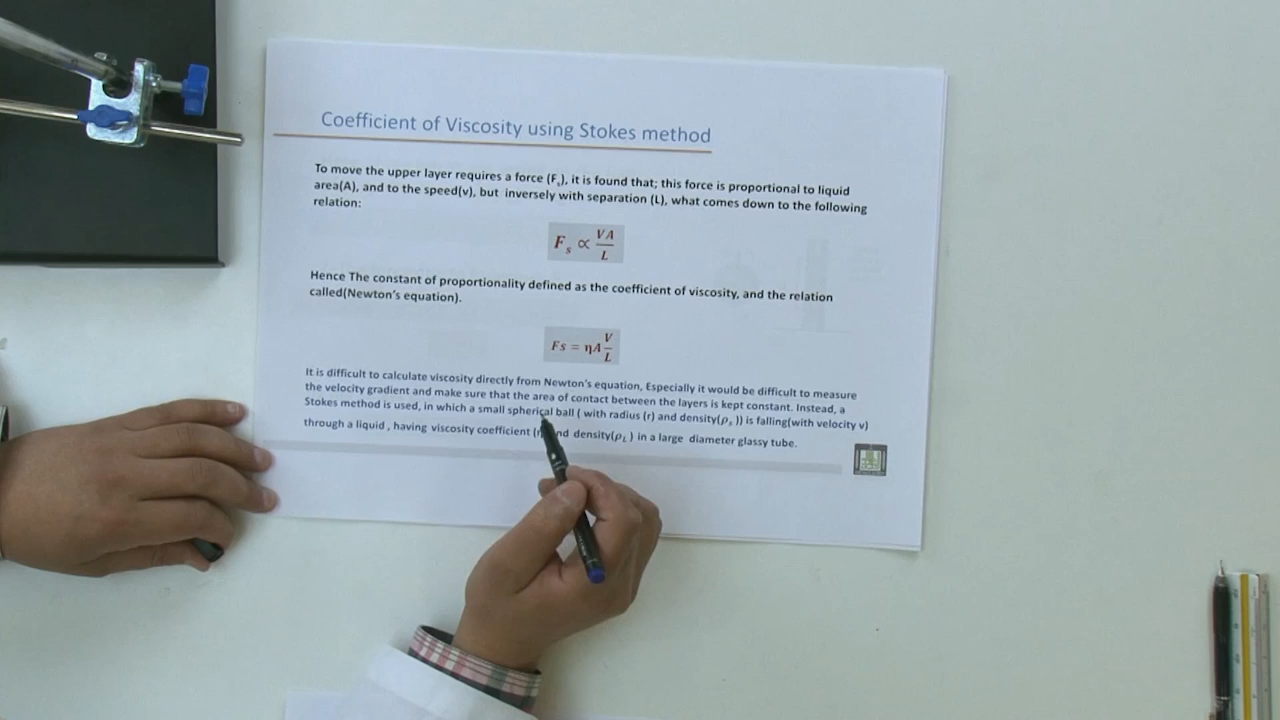 Coefficient of Viscosity using Stokes method
To move the upper layer requires a force (Fs), it is found that; this force is proportional to liquid
area(A), and to the speed(v), but inversely with separation (L), what comes down to the following
relation:
Fs ∝ VA/L
Hence The constant of proportionality defined as the coefficient of viscosity, and the relation
called(Newton's equation).
Fs = ηA V/L
It is difficult to calculate viscosity directly from Newton's equation, Especially it would be difficult to measure
the velocity gradient and make sure that the area of contact between the layers is kept constant. Instead, a
Stokes method is used, in which a small spherical ball ( with radius (r) and density(ρs )) is falling(with velocity v)
through a liquid , having viscosity coefficient and density(ρL ) in a large diameter glassy tube.